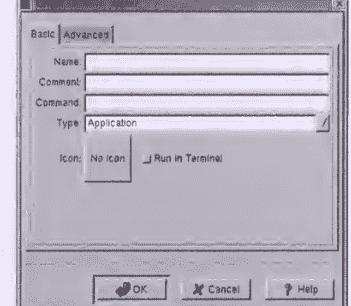 Basic Advanced
Name:
Comment:
Command:
Type: Application
Icon: No Icon Run in Terminal
OK Cancel Help